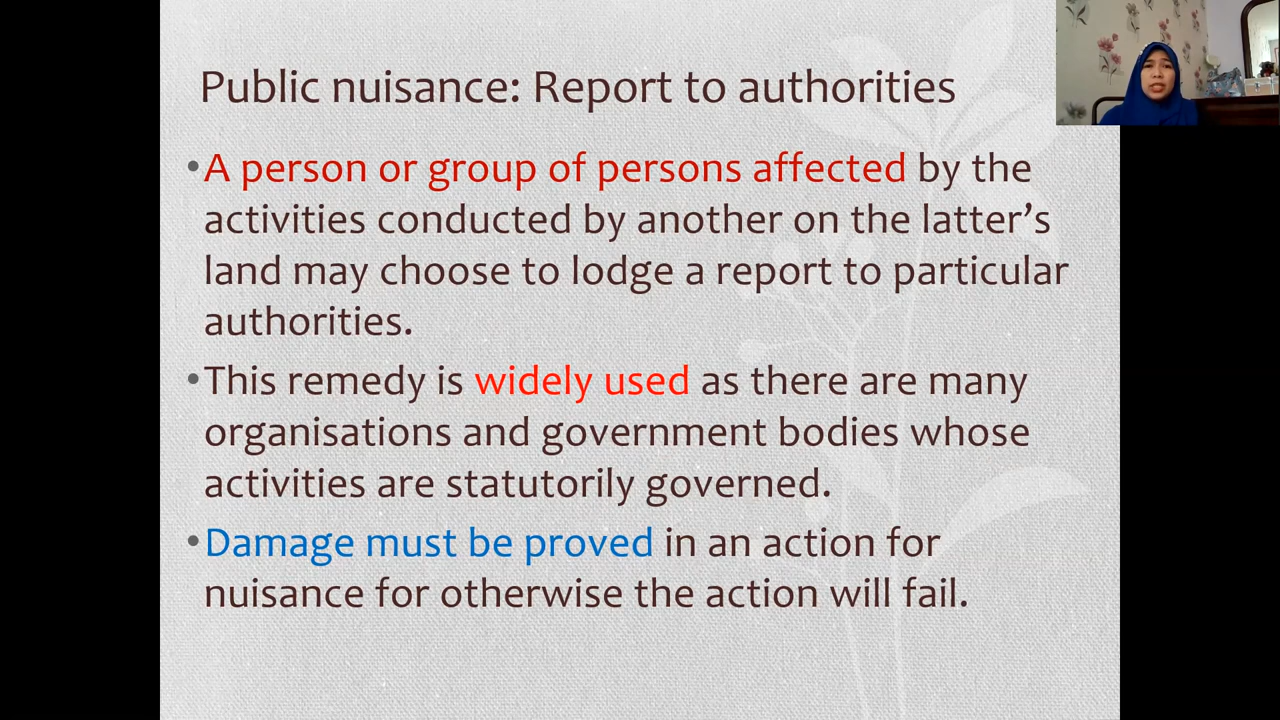 Public nuisance: Report to authorities
•A person or group of persons affected by the
activities conducted by another on the latter’s
land may choose to lodge a report to particular
authorities.
•This remedy is widely used as there are many
organisations and government bodies whose
activities are statutorily governed.
•Damage must be proved in an action for
nuisance for otherwise the action will fail.